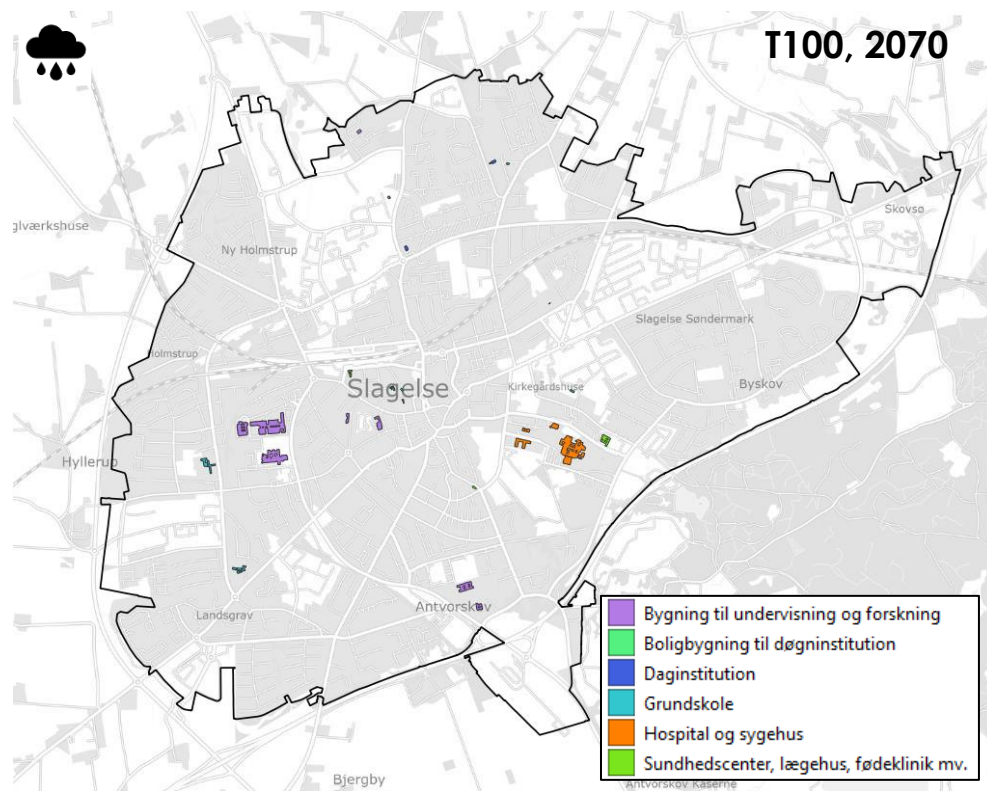 T100, 2070
Skovsø
glværkshuse
Ny Holmstrup
Slagelse Søndermark
Holmstrup
Slagelse
Kirkegårdshuse
Byskov
Hyllerup
Antvorskov
Landsgrav
Bygning til undervisning og forskning
Boligbygning til døgninstitution
Daginstitution
Grundskole
Hospital og sygehus
Sundhedscenter, lægehus, fødeklinik mv.
Bjergby
Antvorskov Kaserne